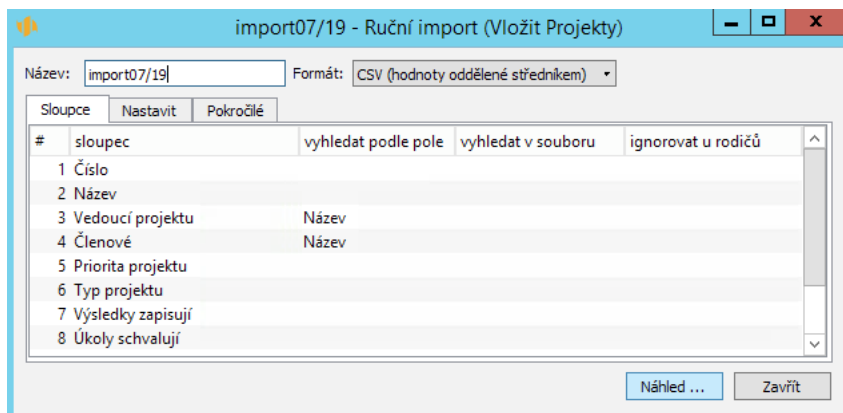 import07/19 - Ruční import (Vložit Projekty)
Název: import07/19 Formát: CSV (hodnoty oddělené středníkem)
Sloupce Nastavit Pokročilé
# sloupec vyhledat podle pole vyhledat v souboru ignorovat u rodičů
1 Číslo
2 Název
3 Vedoucí projektu Název
4 Členové Název
5 Priorita projektu
6 Typ projektu
7 Výsledky zapisují
8 Úkoly schvalují
Náhled ... Zavřít